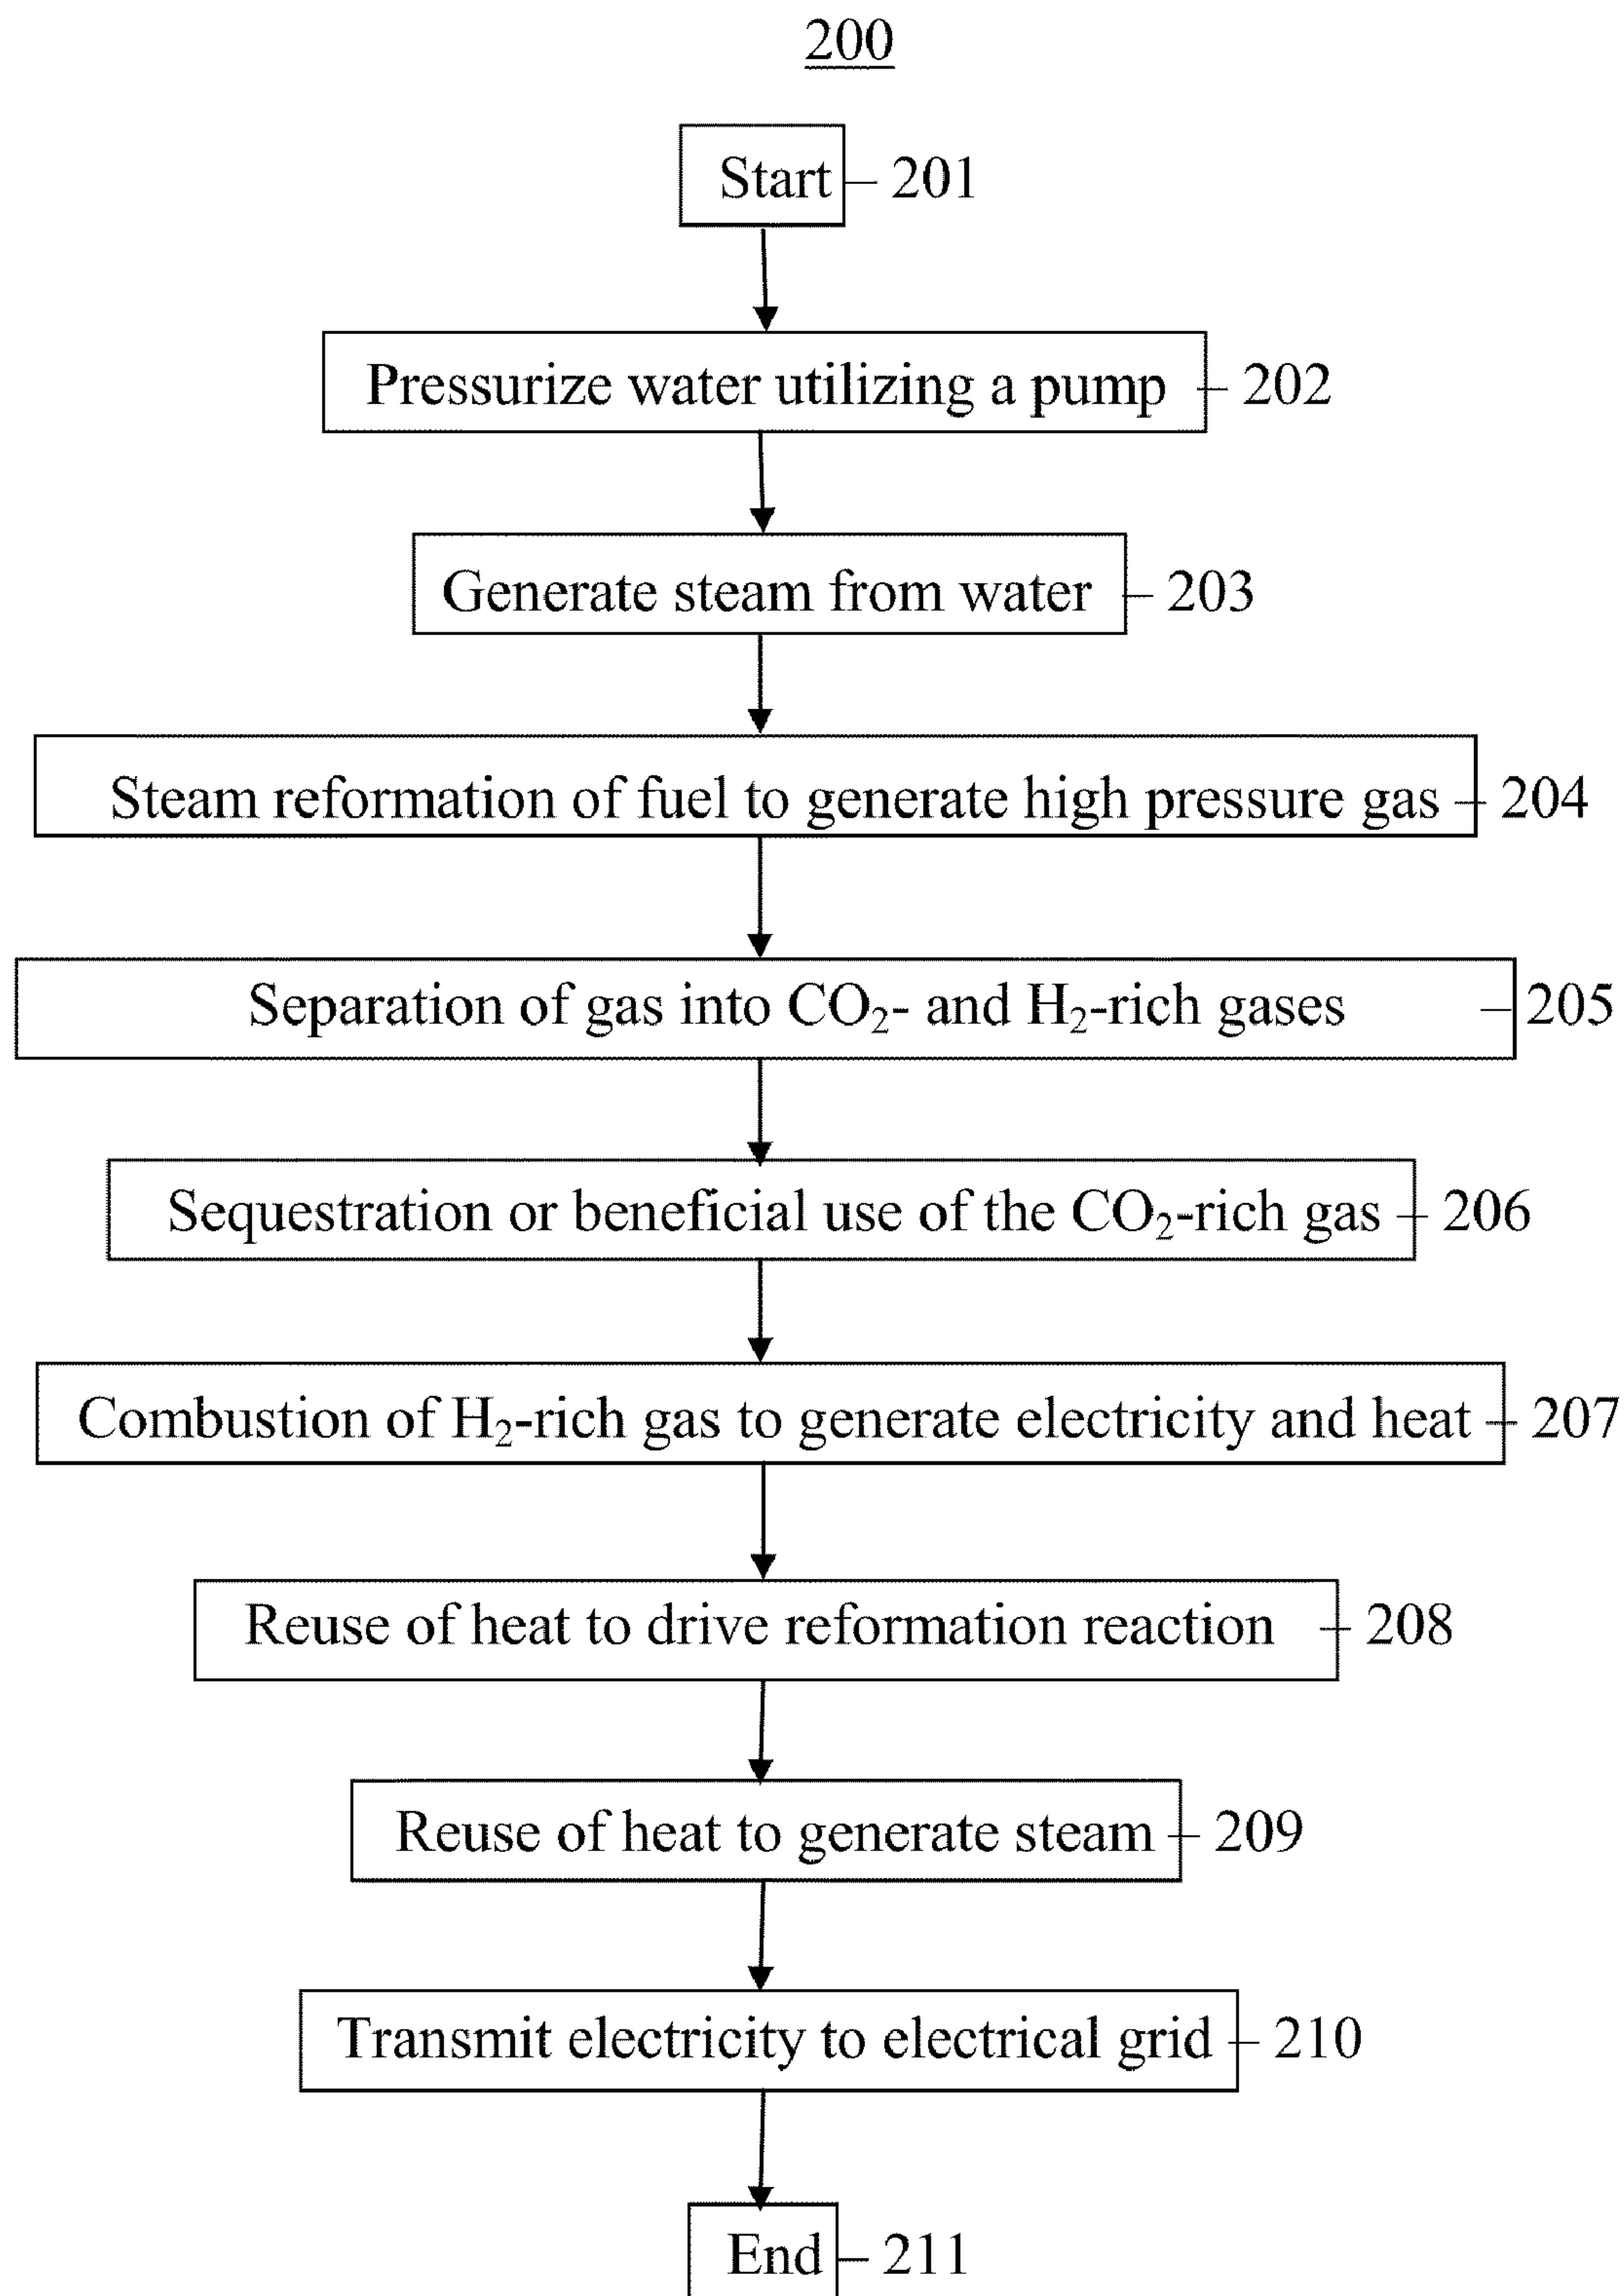 200
Start 201
Pressurize water utilizing a pump 202
Generate steam from water 203
Steam reformation of fuel to generate high pressure gas 204
Separation of gas into CO₂- and H₂-rich gases 205
Sequestration or beneficial use of the CO₂-rich gas 206
Combustion of H₂-rich gas to generate electricity and heat 207
Reuse of heat to drive reformation reaction 208
Reuse of heat to generate steam 209
Transmit electricity to electrical grid 210
End 211